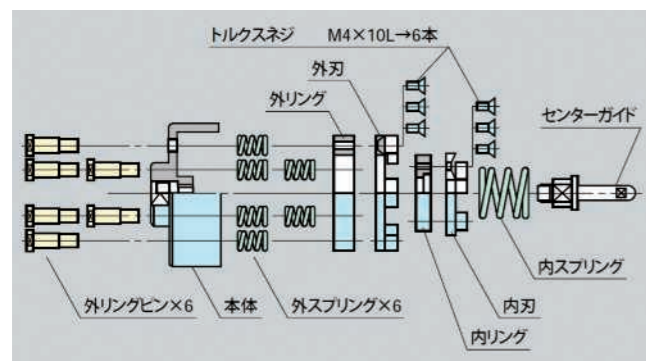 トルクスネジ　M4×10L→6本
外刃
外リング
センターガイド
内スプリング
外リングピン×6
本体
外スプリング×6
内刃
内リング